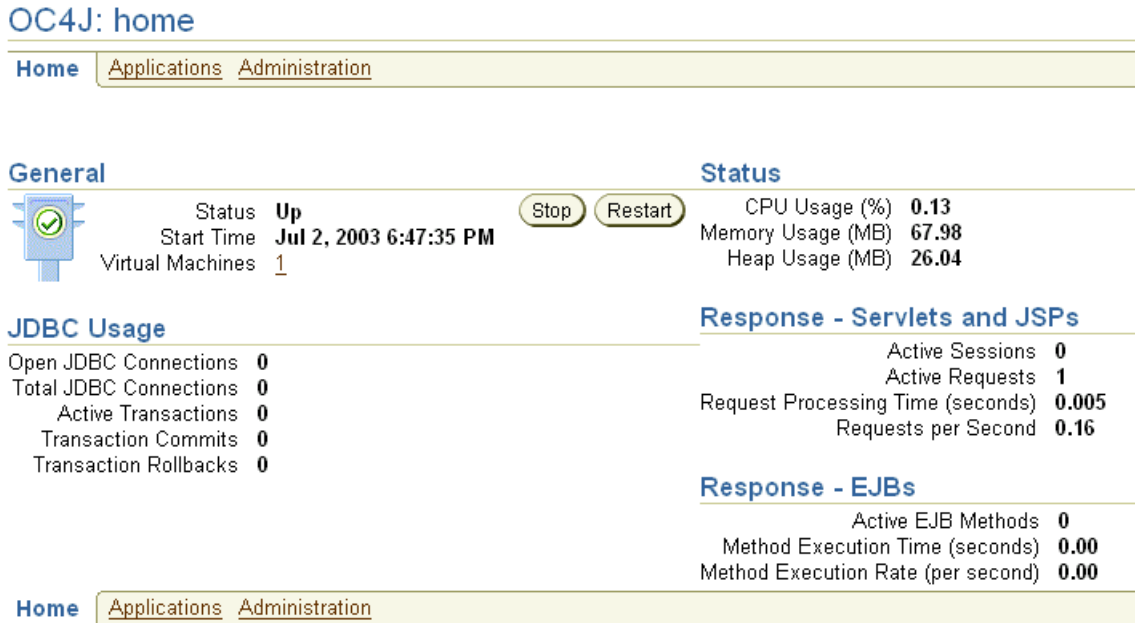 OC4J: home
Home Applications Administration
General
Status Up Stop Restart
Start Time Jul 2, 2003 6:47:35 PM
Virtual Machines 1
Status
CPU Usage (%) 0.13
Memory Usage (MB) 67.98
Heap Usage (MB) 26.04
JDBC Usage
Open JDBC Connections 0
Total JDBC Connections 0
Active Transactions 0
Transaction Commits 0
Transaction Rollbacks 0
Response - Servlets and JSPs
Active Sessions 0
Active Requests 1
Request Processing Time (seconds) 0.005
Requests per Second 0.16
Response - EJBs
Active EJB Methods 0
Method Execution Time (seconds) 0.00
Method Execution Rate (per second) 0.00
Home Applications Administration